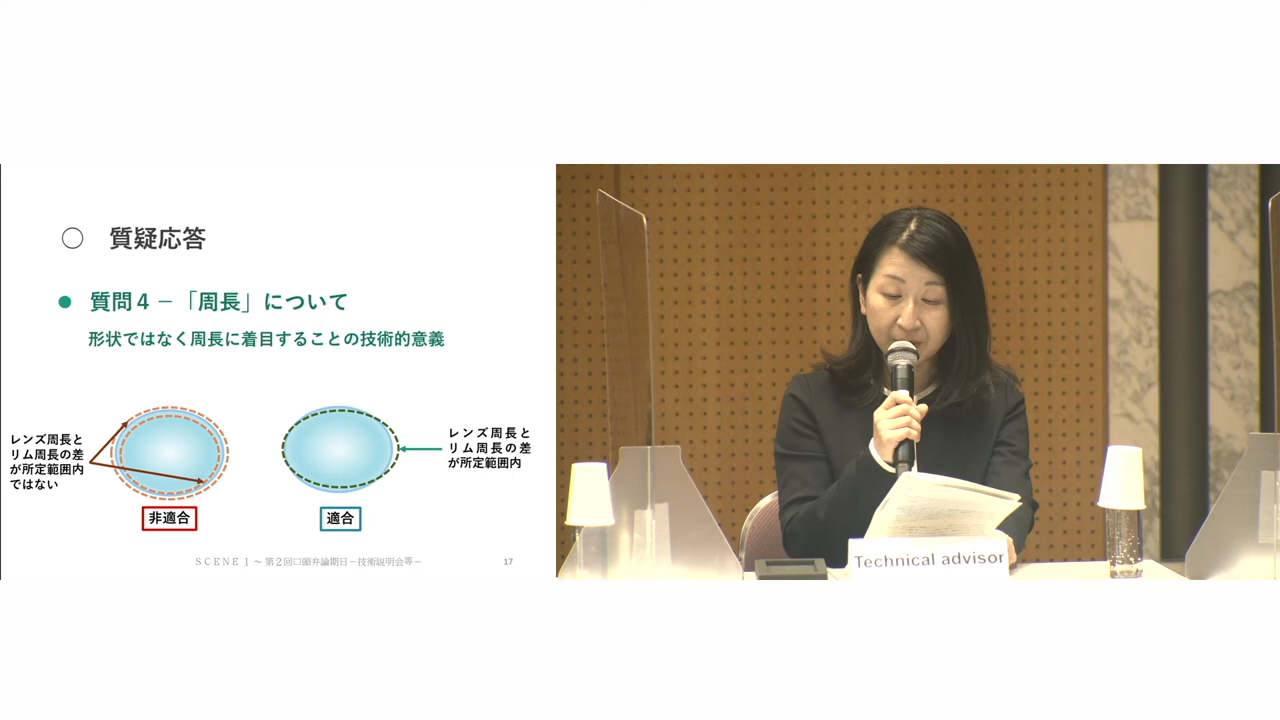 ○ 質疑応答
● 質問４－「周長」について
形状ではなく周長に着目することの技術的意義
レンズ周長と
リム周長の差
が所定範囲内
ではない
非適合
適合
レンズ周長と
リム周長の差
が所定範囲内
ＳＣＥＮＥ１～第２回口頭弁論期日－技術説明会等－
17
Technical advisor